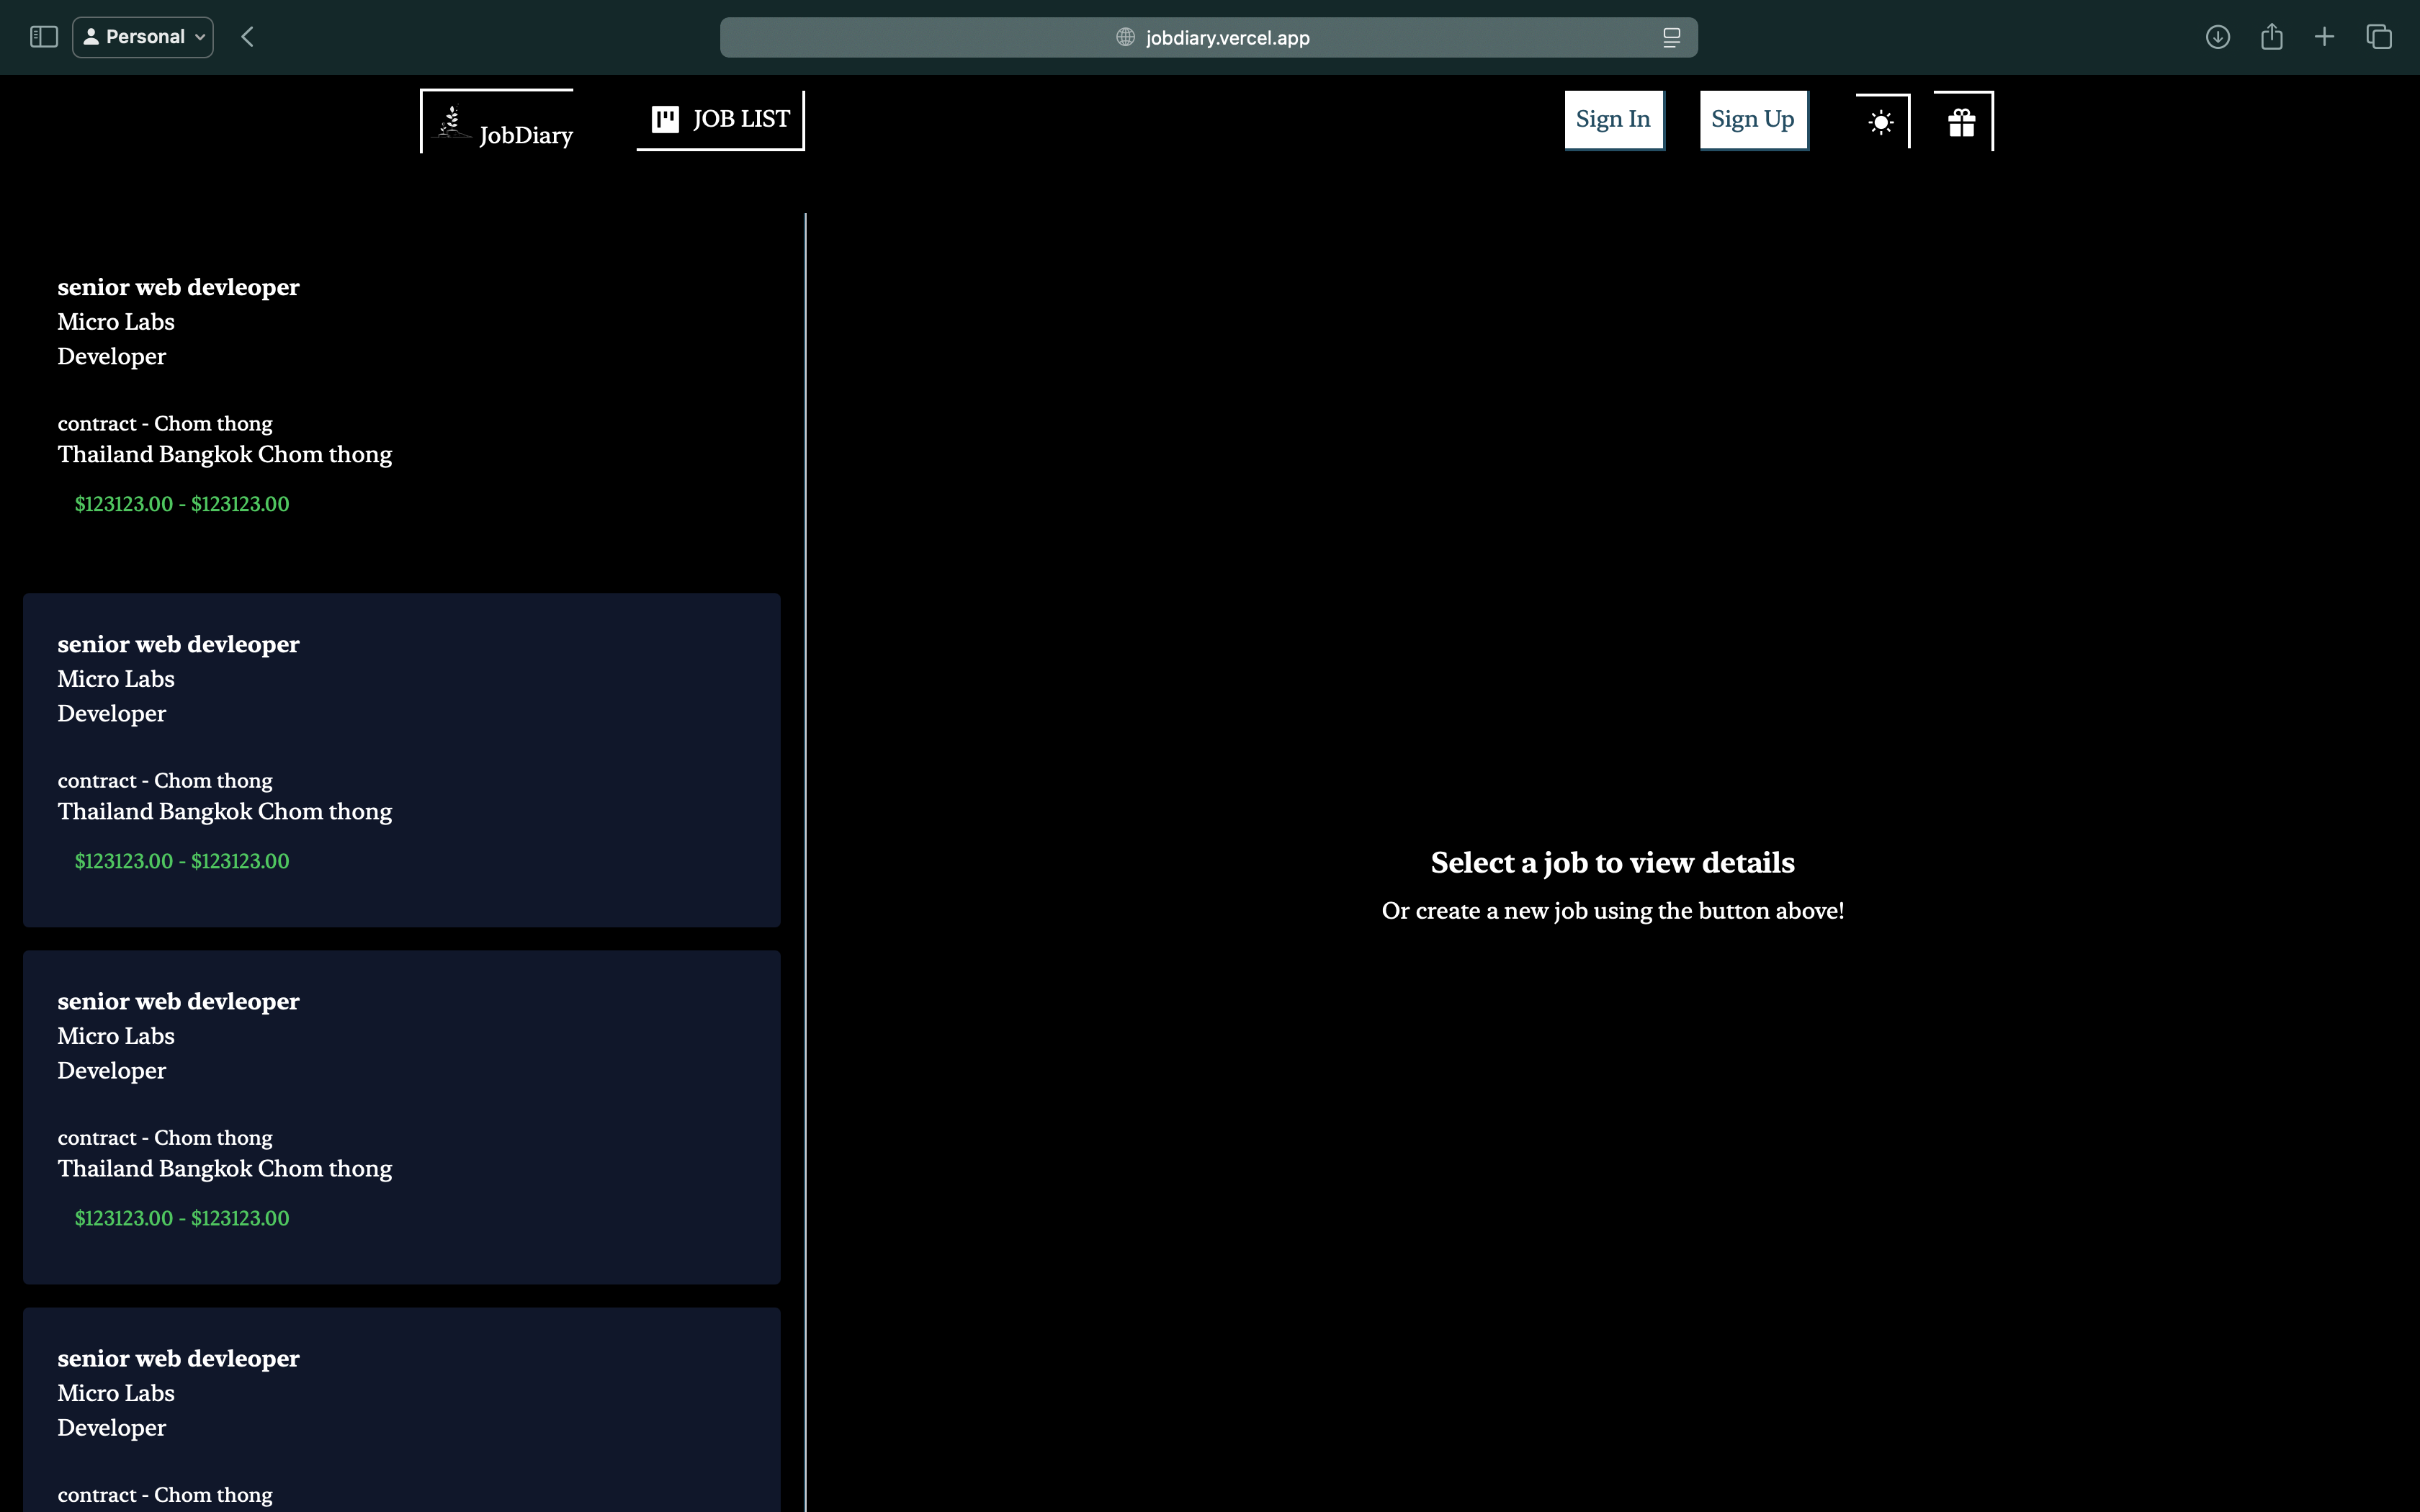 Personal
jobdiary.vercel.app
JobDiary
JOB LIST
Sign In
Sign Up
senior web devleoper
Micro Labs
Developer
contract - Chom thong
Thailand Bangkok Chom thong
$123123.00 - $123123.00
senior web devleoper
Micro Labs
Developer
contract - Chom thong
Thailand Bangkok Chom thong
$123123.00 - $123123.00
senior web devleoper
Micro Labs
Developer
contract - Chom thong
Thailand Bangkok Chom thong
$123123.00 - $123123.00
senior web devleoper
Micro Labs
Developer
contract - Chom thong
Select a job to view details
Or create a new job using the button above!